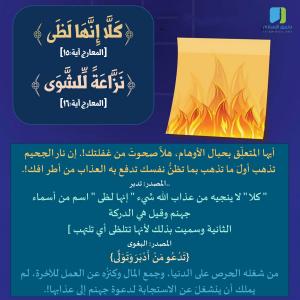 ﴿ كَلَّا إِنَّهَا لَظَى ﴾
[المعارج آية:١٥]
﴿ نَزَّاعَةً لِّلشَّوَى ﴾
[المعارج آية:١٦]
أيها المتعلّق بحبال الأوهام، هلاَّ صحوتَ من غفلتك!، إن نار الجحيم
تذهب أولَ ما تذهب بما تظنُّ نفسك تدفع به العذاب من أطرافك!.
..المصدر: تدبر
" كلا" لا ينجيه من عذاب الله شيء " إنها لظى " اسم من أسماء
جهنم وقيل هي الدركة
الثانية وسميت بذلك لأنها تتلظى أي تلتهب ]
المصدر: البغوي
{تَدْعُو مَنْ أَدْبَرَ وَتَوَلَّى}
من شغله الحرص على الدنيا، وجمع المال وكنزُه عن العمل للآخرة، لم
يملك أن ينشغل عن الاستجابة لدعوة جهنم إلى عذابها!.